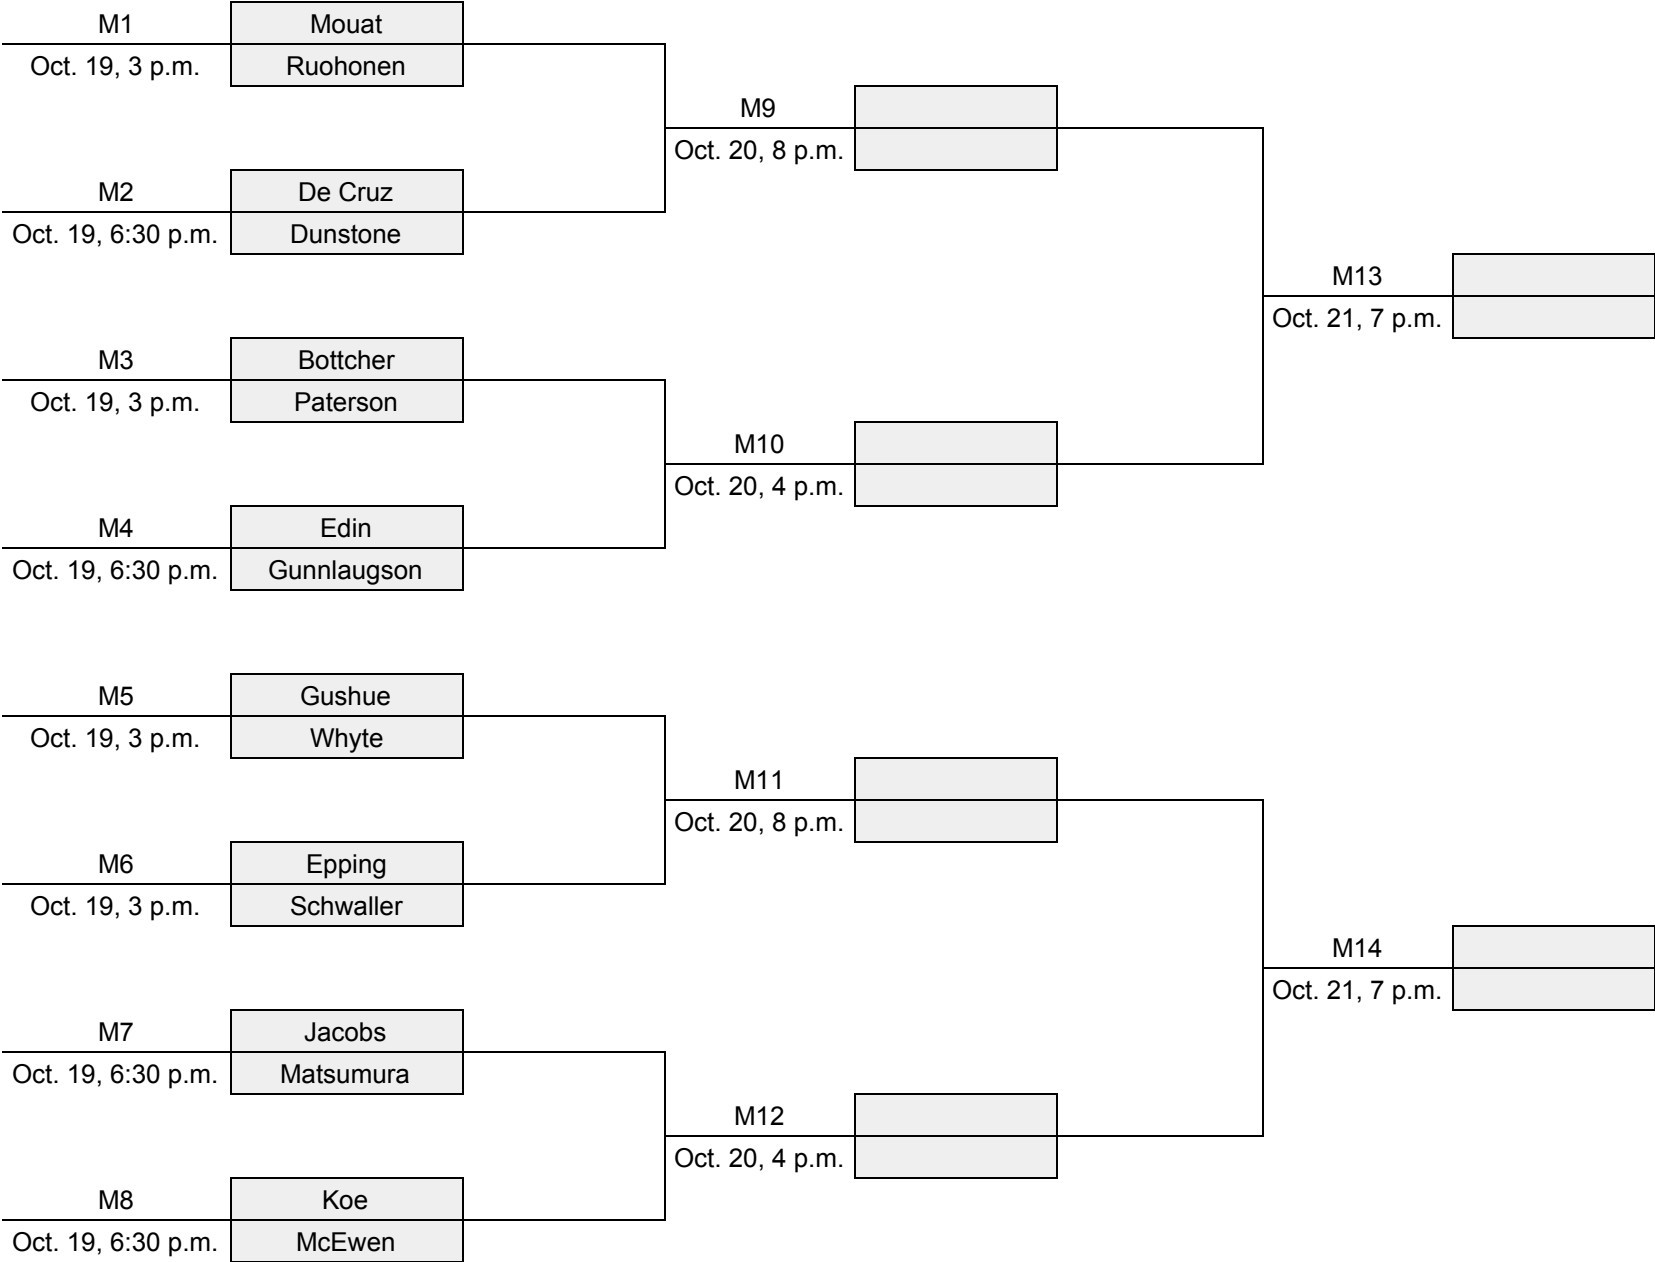 M1
Mouat
Oct. 19, 3 p.m.
Ruohonen
M9
Oct. 20, 8 p.m.
M2
De Cruz
Oct. 19, 6:30 p.m.
Dunstone
M13
Oct. 21, 7 p.m.
M3
Bottcher
Oct. 19, 3 p.m.
Paterson
M10
Oct. 20, 4 p.m.
M4
Edin
Oct. 19, 6:30 p.m.
Gunnlaugson
M5
Gushue
Oct. 19, 3 p.m.
Whyte
M11
Oct. 20, 8 p.m.
M6
Epping
Oct. 19, 3 p.m.
Schwaller
M14
Oct. 21, 7 p.m.
M7
Jacobs
Oct. 19, 6:30 p.m.
Matsumura
M12
Oct. 20, 4 p.m.
M8
Koe
Oct. 19, 6:30 p.m.
McEwen